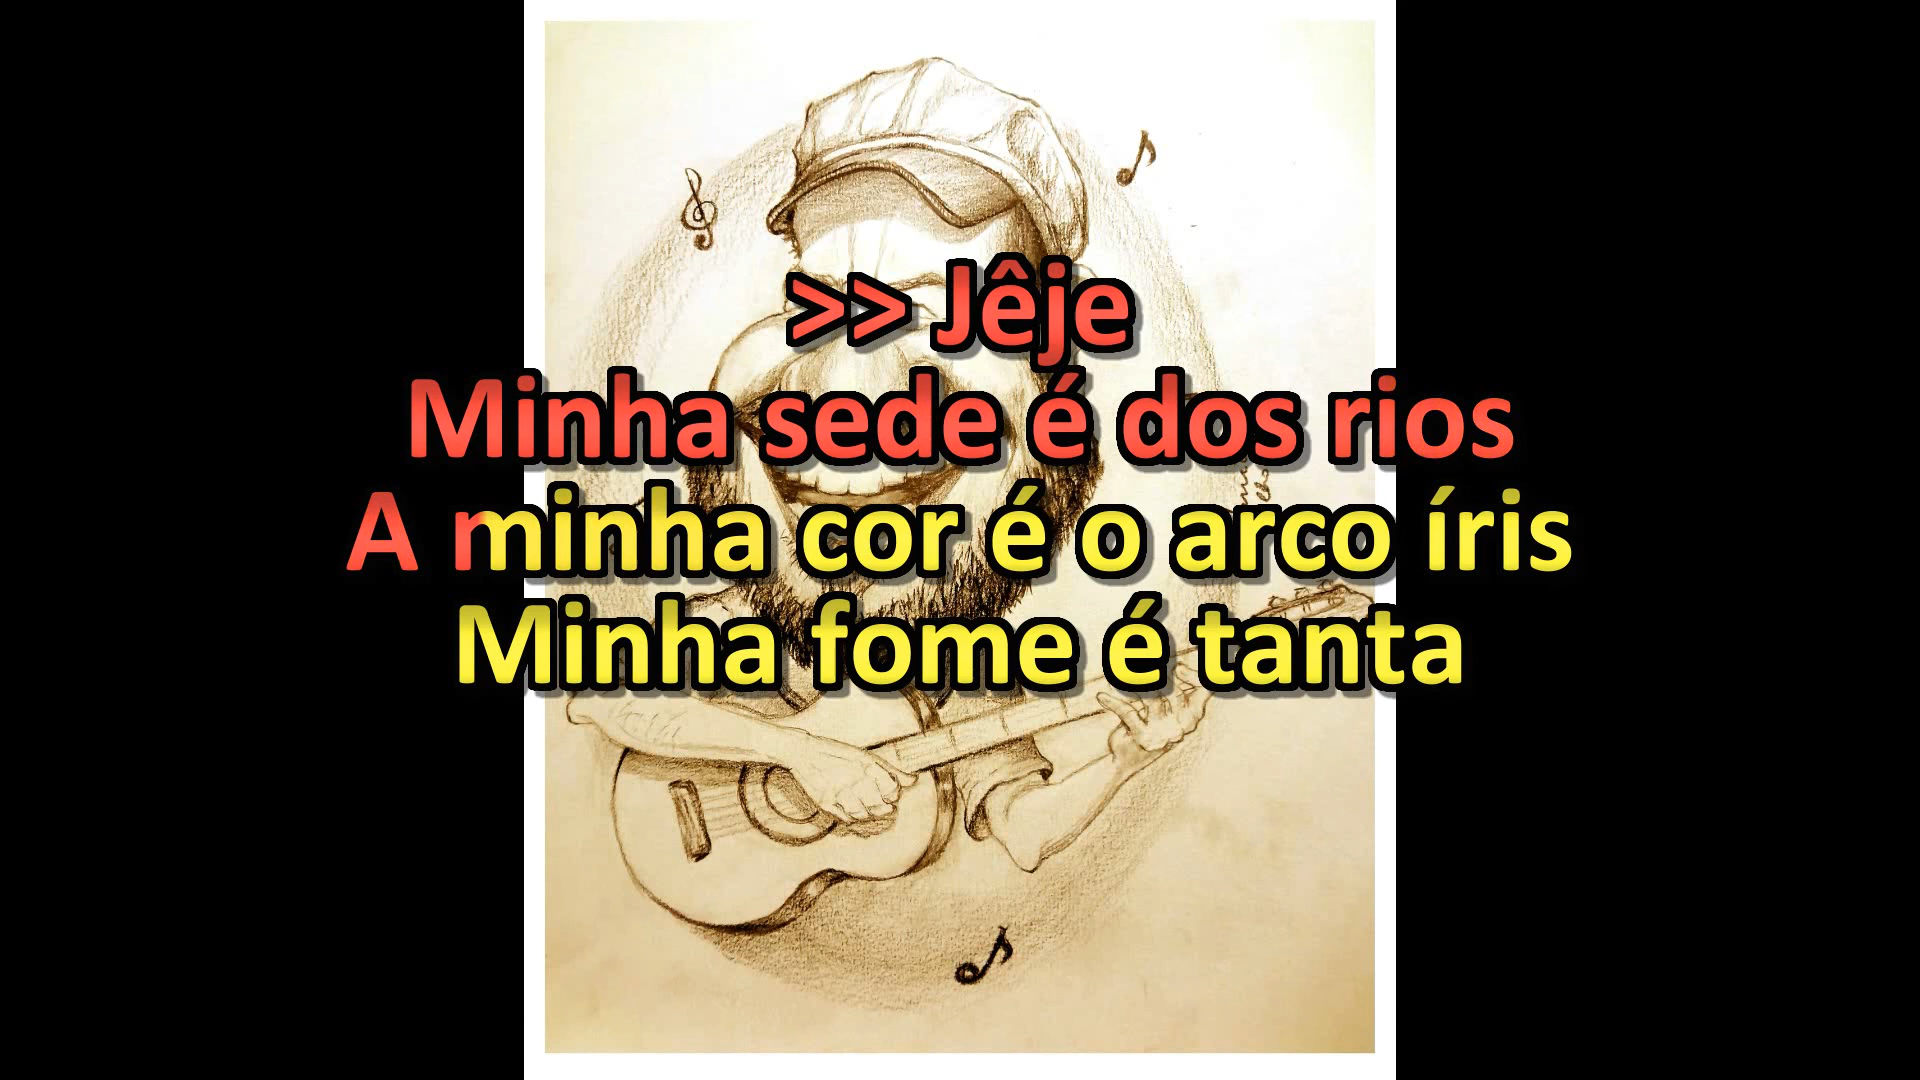 >> Jêje
Minha sede é dos rios
A minha cor é o arco íris
Minha fome é tanta